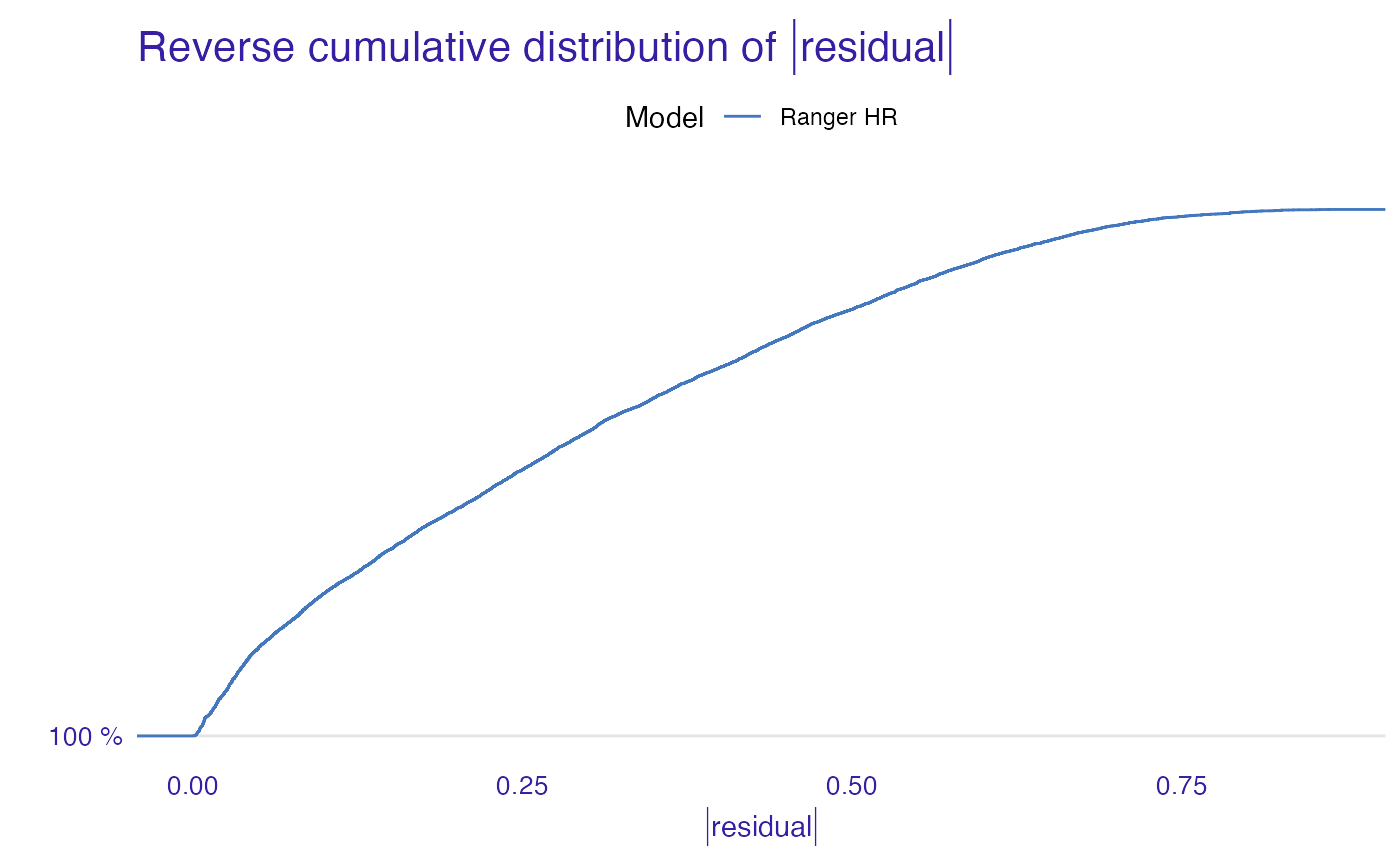 Reverse cumulative distribution of |residual|
Model Ranger HR
100 %
0.00 0.25 0.50 0.75
|residual|